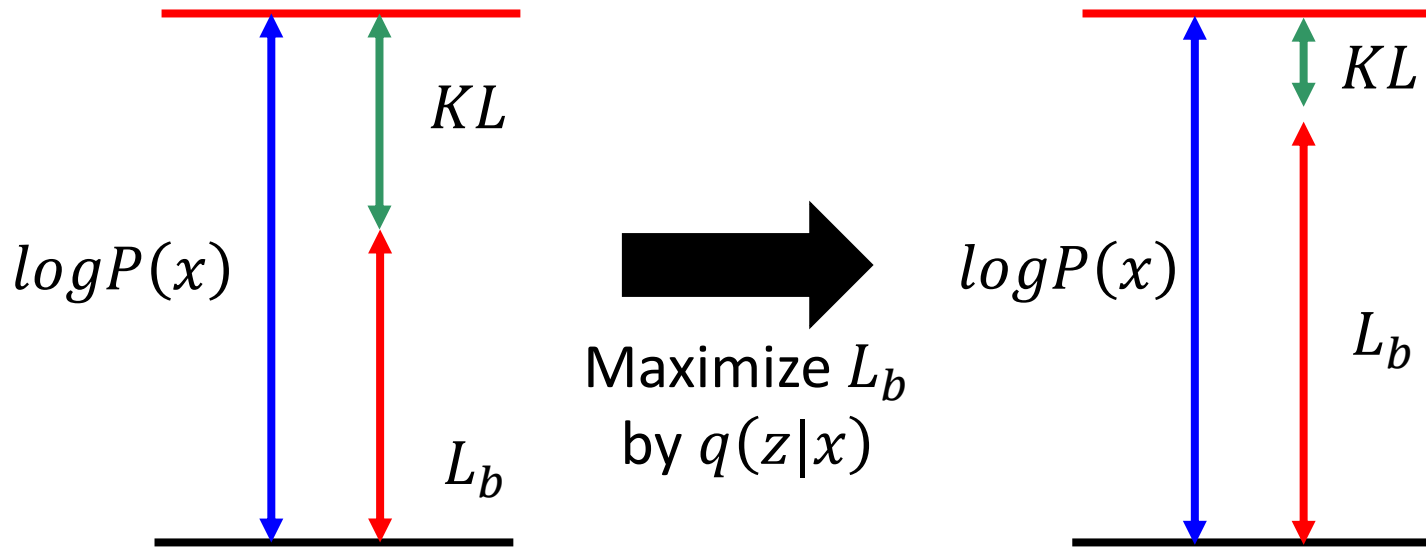 KL
logP(x)
L_b
Maximize L_b
by q(z|x)
KL
logP(x)
L_b